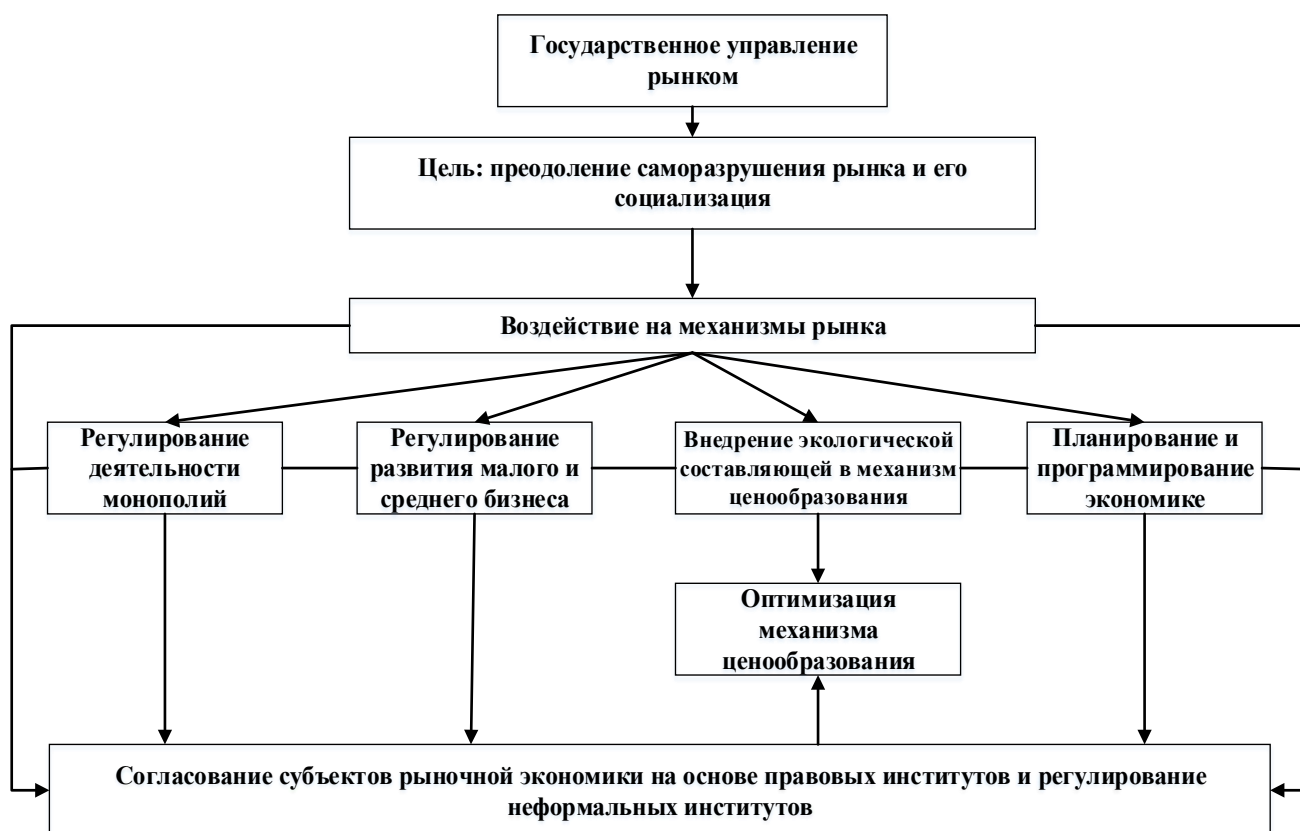 Государственное управление
рынком
Цель: преодоление саморазрушения рынка и его
социализация
Воздействие на механизмы рынка
Регулирование
деятельности
монополий
Регулирование
развития малого и
среднего бизнеса
Внедрение экологической
составляющей в механизм
ценообразования
Планирование и
программирование
экономике
Оптимизация
механизма
ценообразования
Согласование субъектов рыночной экономики на основе правовых институтов и регулирование
неформальных институтов